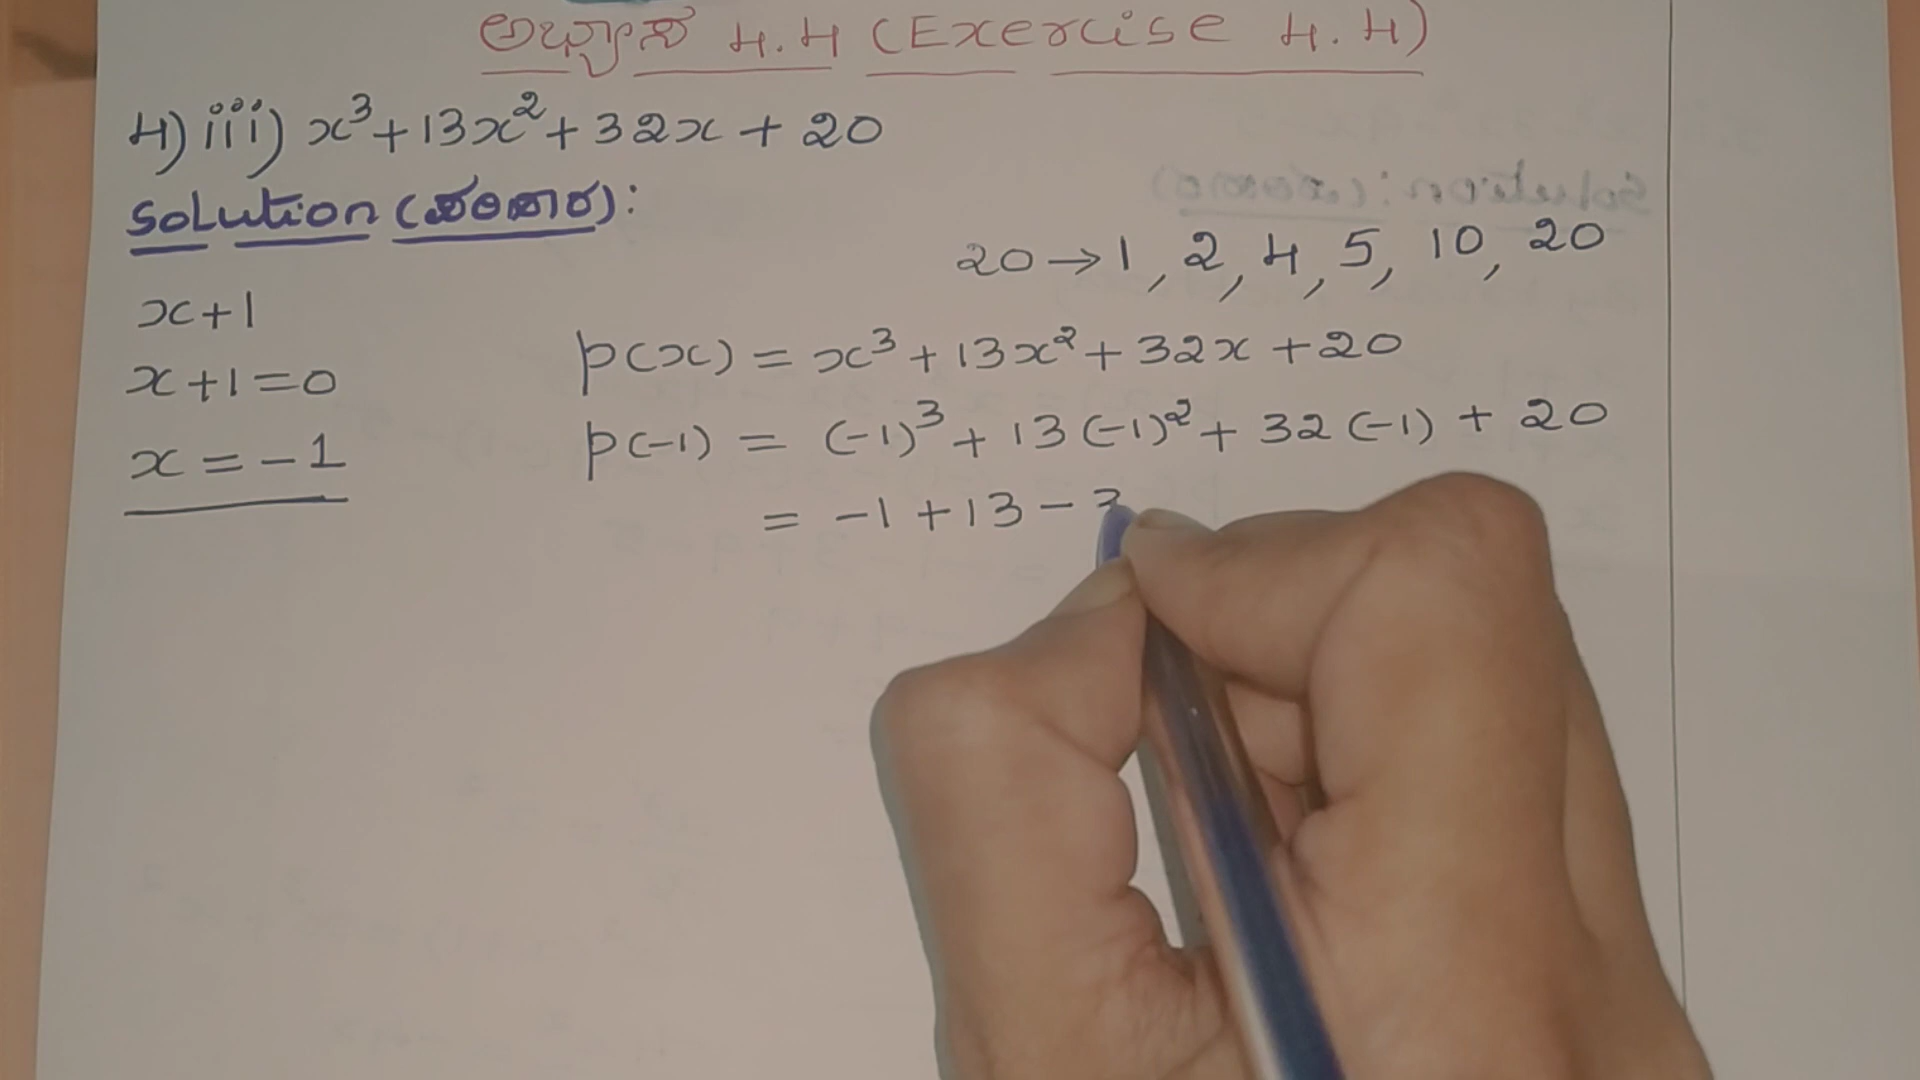 ಅಭ್ಯಾಸ 4.4 (Exercise 4.4)
4) iii) x³+13x²+32x+20
Solution (ಪರಿಹಾರ):
20→1, 2, 4, 5, 10, 20
x+1
p(x) = x³+13x²+32x+20
x+1=0
p(-1) = (-1)³+13(-1)²+32(-1)+20
x=-1
= -1+13-3